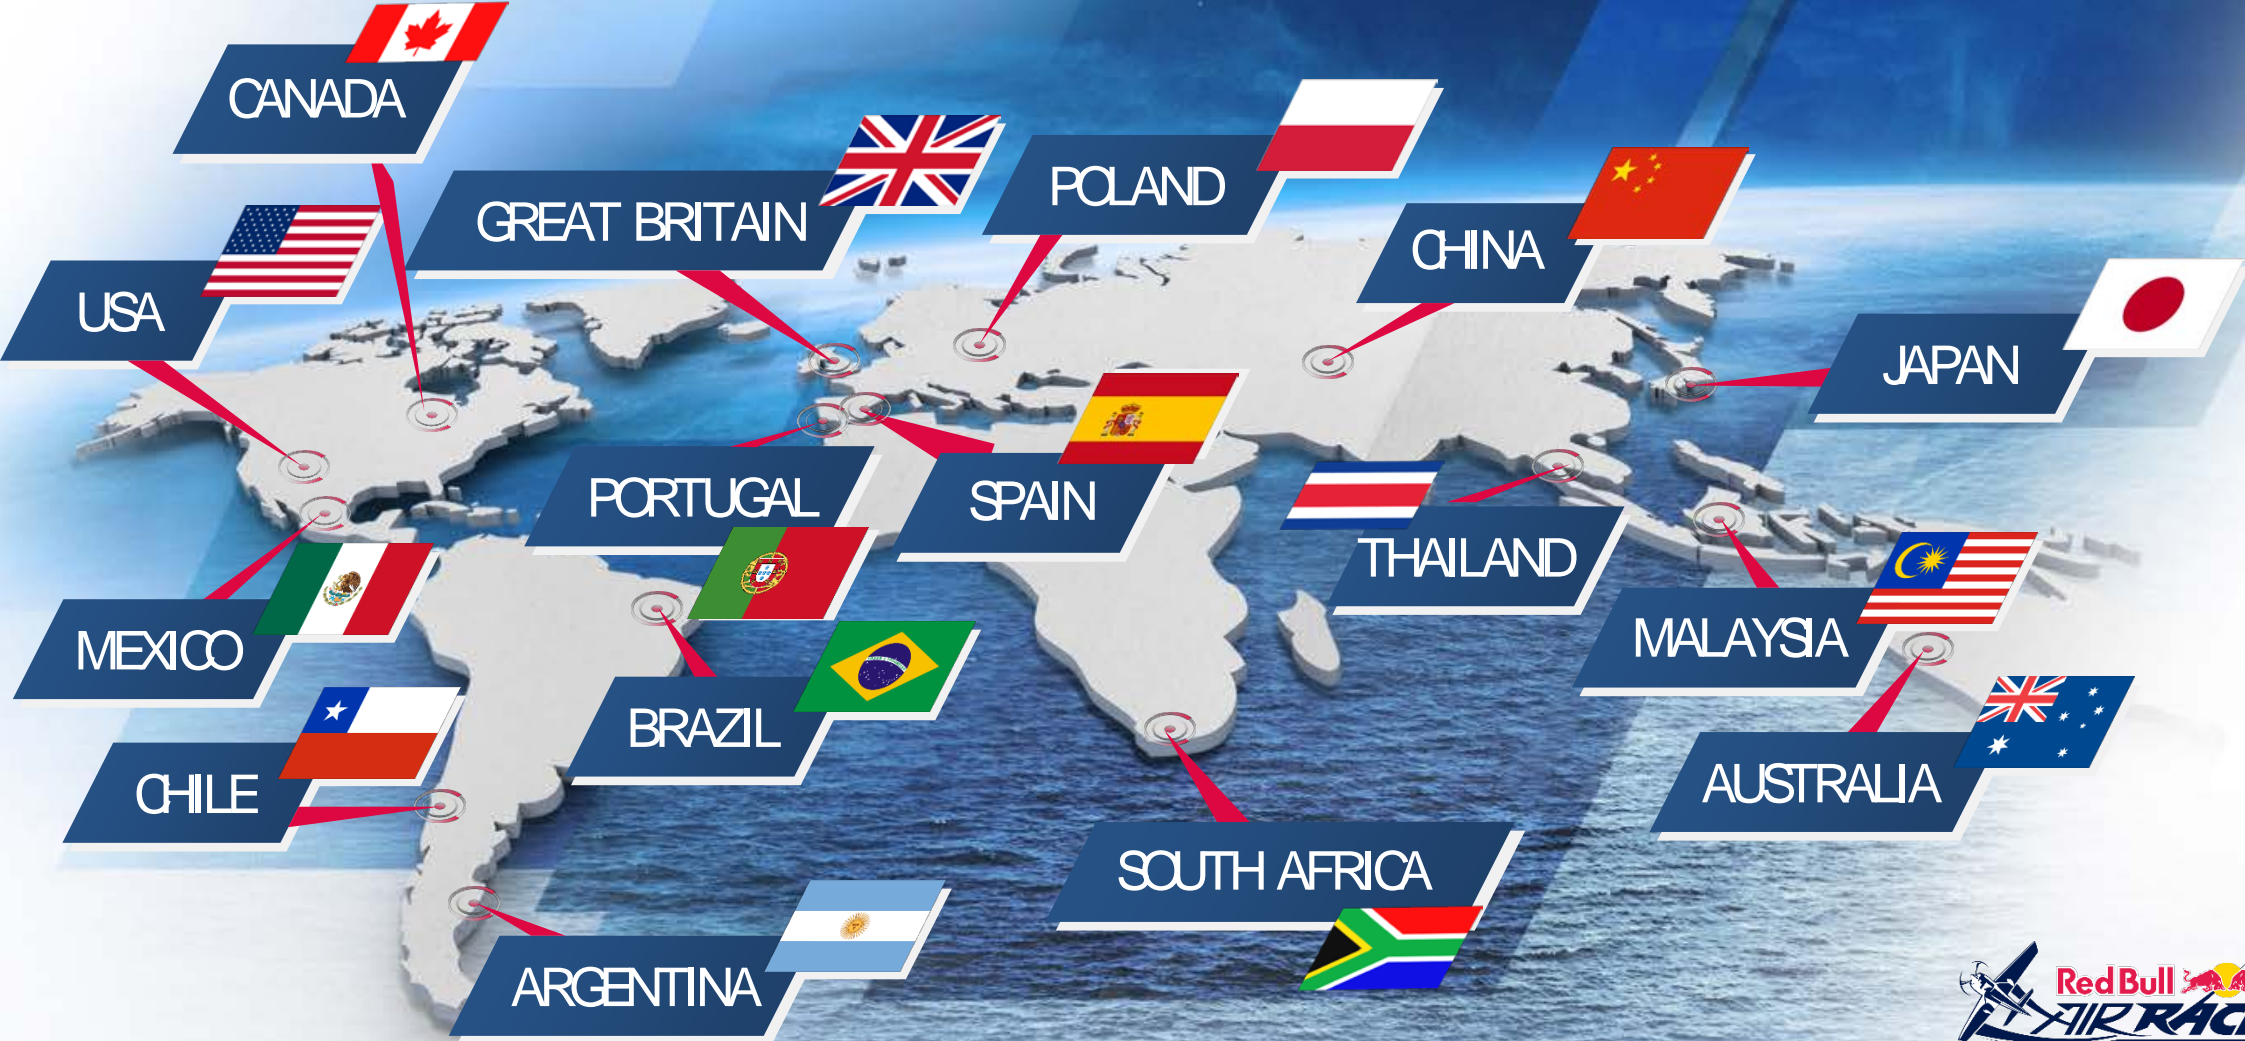 CANADA
GREAT BRITAIN
POLAND
CHINA
USA
JAPAN
PORTUGAL
SPAIN
THAILAND
MEXICO
MALAYSIA
BRAZIL
CHILE
AUSTRALIA
SOUTH AFRICA
ARGENTINA
Red Bull
AIR RACE